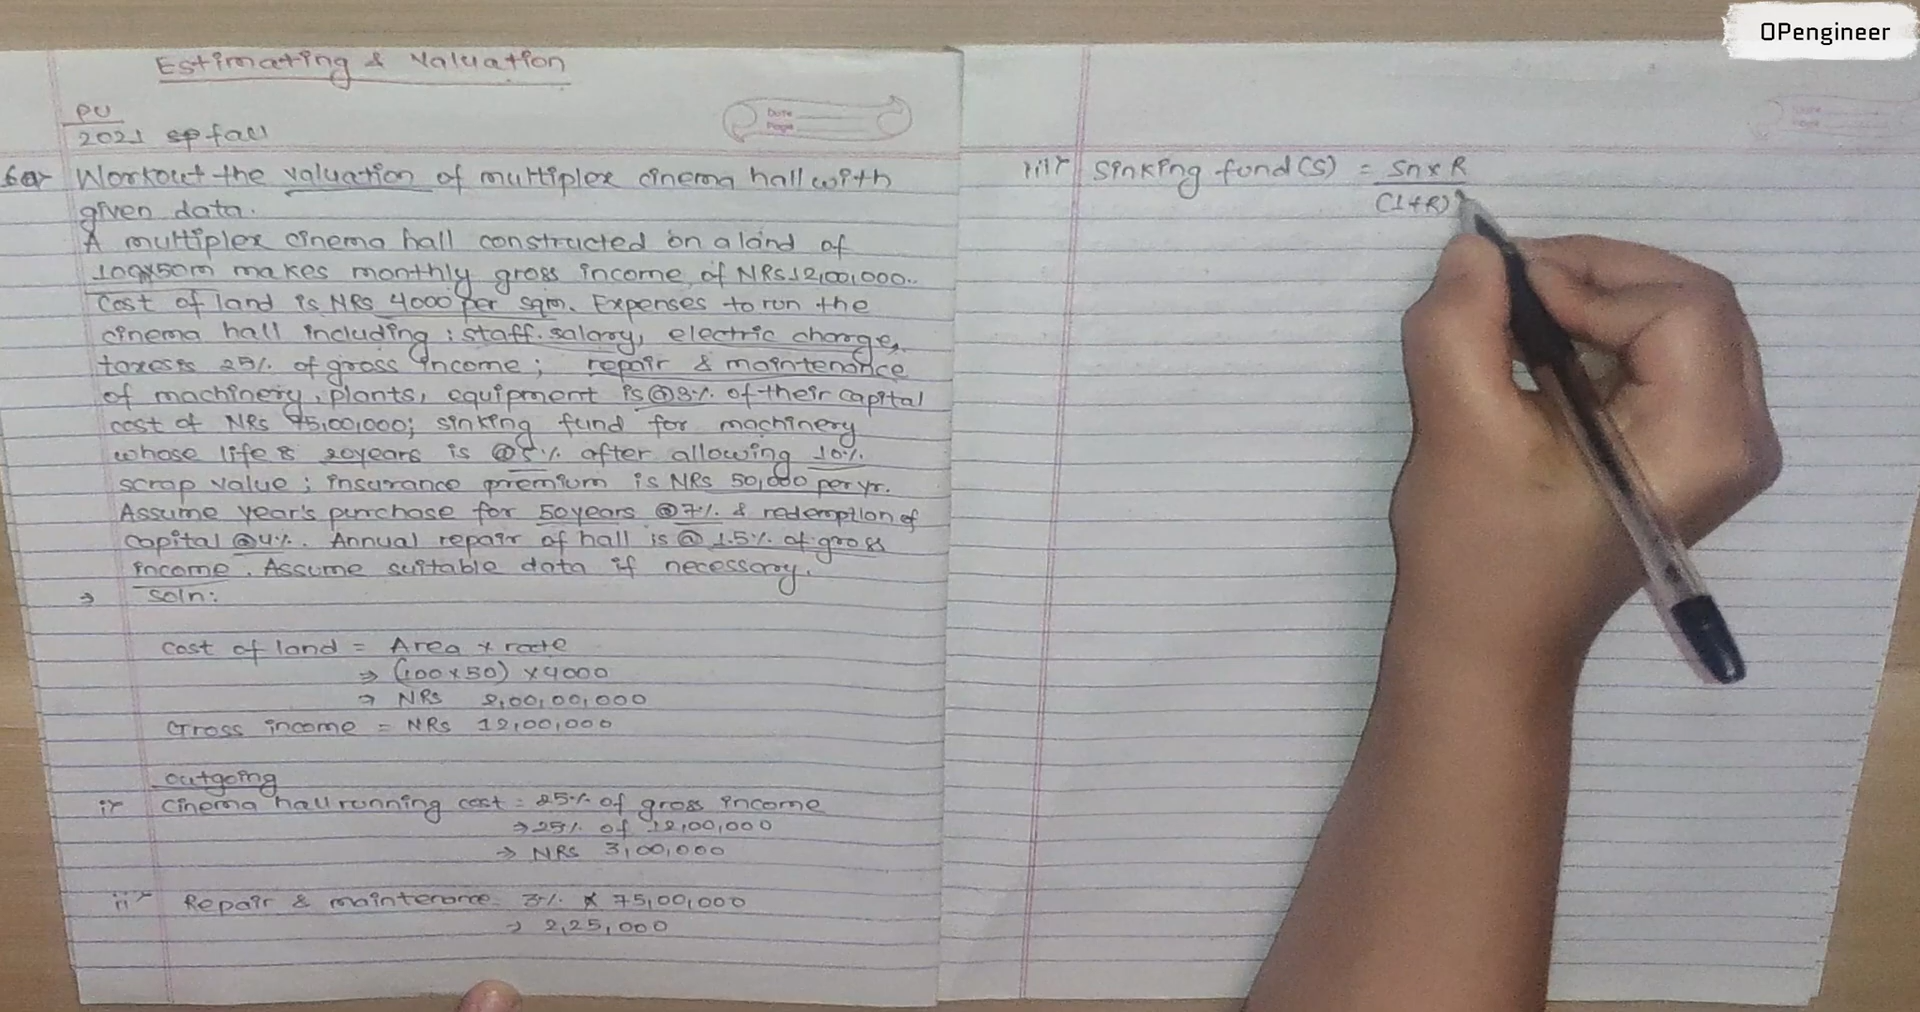 OPengineer
Estimating & Valuation
PU
2021 sp fall
Date
Page
6a> Workout the valuation of multiplex cinema hall with
given data.
A multiplex cinema hall constructed on a land of
100x50m makes monthly gross income of NRs 12,00,000.
Cost of land is NRs 4000 per sqm. Expenses to run the
cinema hall including : staff salary, electric charge,
taxes is 25% of gross income; repair & maintenance
of machinery, plants, equipment is @3% of their capital
cost of NRs 75,00,000; sinking fund for machinery
whose life is 20years is @5% after allowing 10%
scrap value; insurance premium is NRs 50,000 per yr.
Assume year's purchase for 50years @7% & redemption of
capital @4%. Annual repair of hall is @ 1.5% of gross
income. Assume suitable data if necessary.
→ Soln:
Cost of land = Area x rate
⇒ (100x50) x4000
⇒ NRs 2,00,00,000
Gross income = NRs 12,00,000
outgoing
i> Cinema hall running cost = 25% of gross income
⇒ 25% of 12,00,000
⇒ NRs 3,00,000
ii> Repair & maintenance = 3% x 75,00,000
→ 2,25,000
iii> Sinking fund (S) = Sn x R
(1+R)